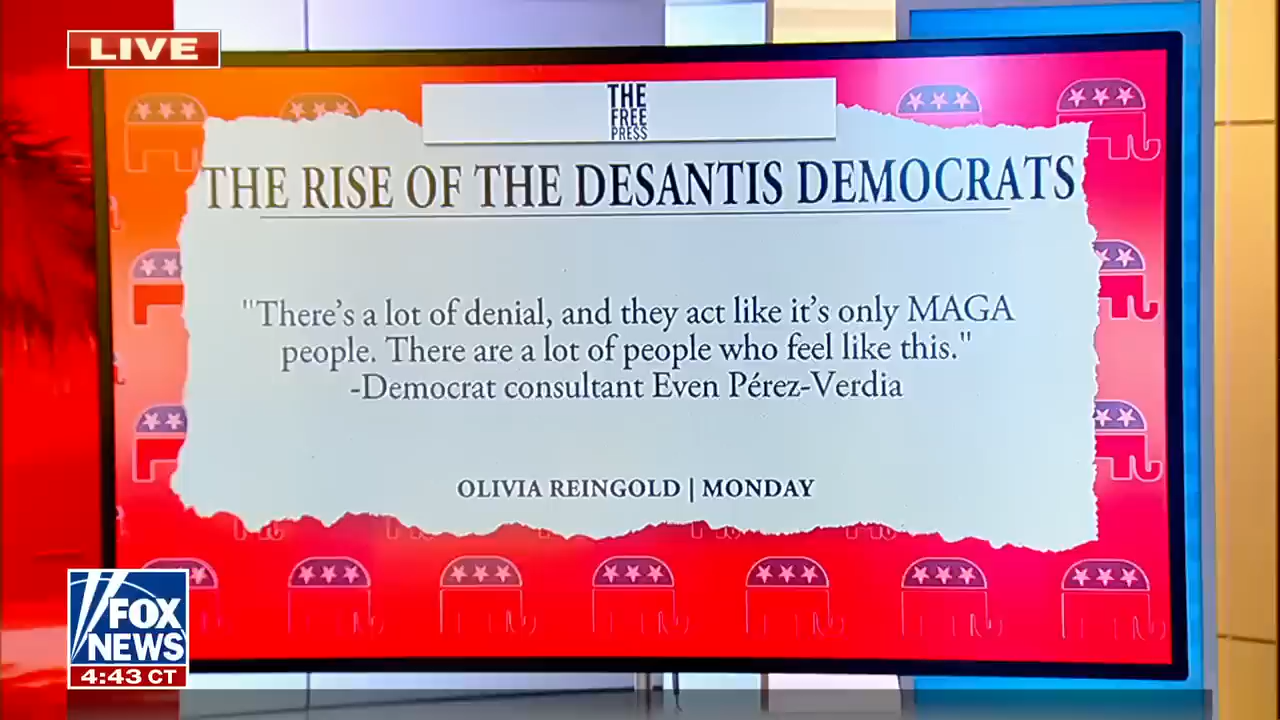 LIVE
THE
FREE
PRESS
THE RISE OF THE DESANTIS DEMOCRATS
"There's a lot of denial, and they act like it's only MAGA
people. There are a lot of people who feel like this."
-Democrat consultant Even Pérez-Verdia
OLIVIA REINGOLD | MONDAY
FOX
NEWS
4:43 CT